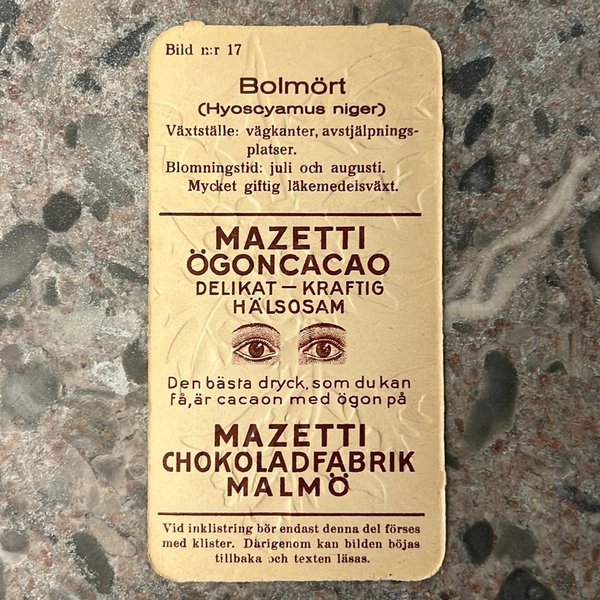 Bild n:r 17
Bolmört
(Hyoscyamus niger)
Växtställe: vägkanter, avstjälpnings-
platser.
Blomningstid: juli och augusti.
Mycket giftig läkemedelsväxt.
MAZETTI
ÖGONCACAO
DELIKAT — KRAFTIG
HÄLSOSAM
Den bästa dryck, som du kan
få, är cacaon med ögon på
MAZETTI
CHOKOLADFABRIK
MALMÖ
Vid inklistring bör endast denna del förses
med klister. Därigenom kan bilden böjas
tillbaka och texten läsas.